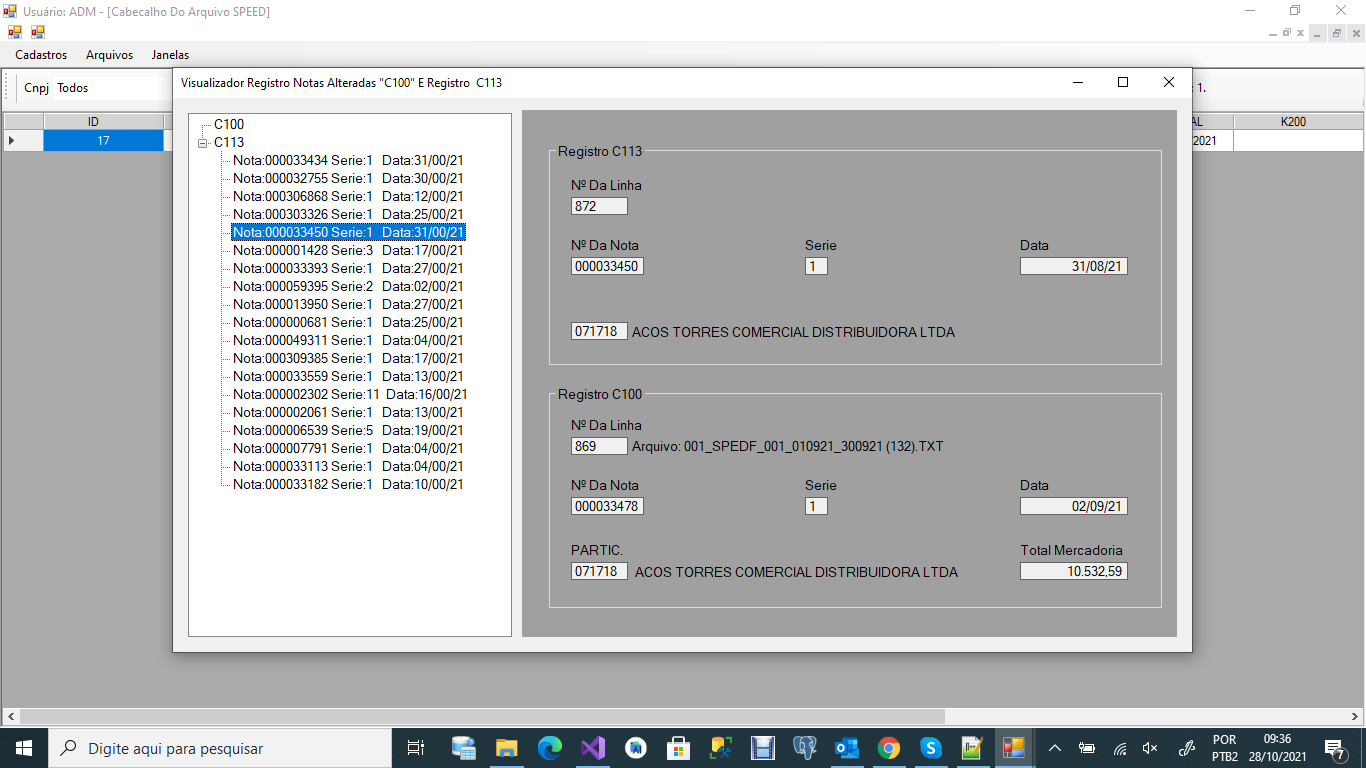 Usuário: ADM - [Cabecalho Do Arquivo SPEED]
Cadastros Arquivos Janelas
Cnpj Todos
: 1.
ID
AL
K200
17
2021
Visualizador Registro Notas Alteradas "C100" E Registro C113
C100
C113
Nota:000033434 Serie:1 Data:31/00/21
Nota:000032755 Serie:1 Data:30/00/21
Nota:000306868 Serie:1 Data:12/00/21
Nota:000303326 Serie:1 Data:25/00/21
Nota:000033450 Serie:1 Data:31/00/21
Nota:000001428 Serie:3 Data:17/00/21
Nota:000033393 Serie:1 Data:27/00/21
Nota:000059395 Serie:2 Data:02/00/21
Nota:000013950 Serie:1 Data:27/00/21
Nota:000000681 Serie:1 Data:25/00/21
Nota:000049311 Serie:1 Data:04/00/21
Nota:000309385 Serie:1 Data:17/00/21
Nota:000033559 Serie:1 Data:13/00/21
Nota:000002302 Serie:11 Data:16/00/21
Nota:000002061 Serie:1 Data:13/00/21
Nota:000006539 Serie:5 Data:19/00/21
Nota:000007791 Serie:1 Data:04/00/21
Nota:000033113 Serie:1 Data:04/00/21
Nota:000033182 Serie:1 Data:10/00/21
Registro C113
Nº Da Linha
872
Nº Da Nota Serie Data
000033450 1 31/08/21
071718 ACOS TORRES COMERCIAL DISTRIBUIDORA LTDA
Registro C100
Nº Da Linha
869 Arquivo: 001_SPEDF_001_010921_300921 (132).TXT
Nº Da Nota Serie Data
000033478 1 02/09/21
PARTIC. Total Mercadoria
071718 ACOS TORRES COMERCIAL DISTRIBUIDORA LTDA 10.532,59
Digite aqui para pesquisar
POR
PTB2
09:36
28/10/2021
7